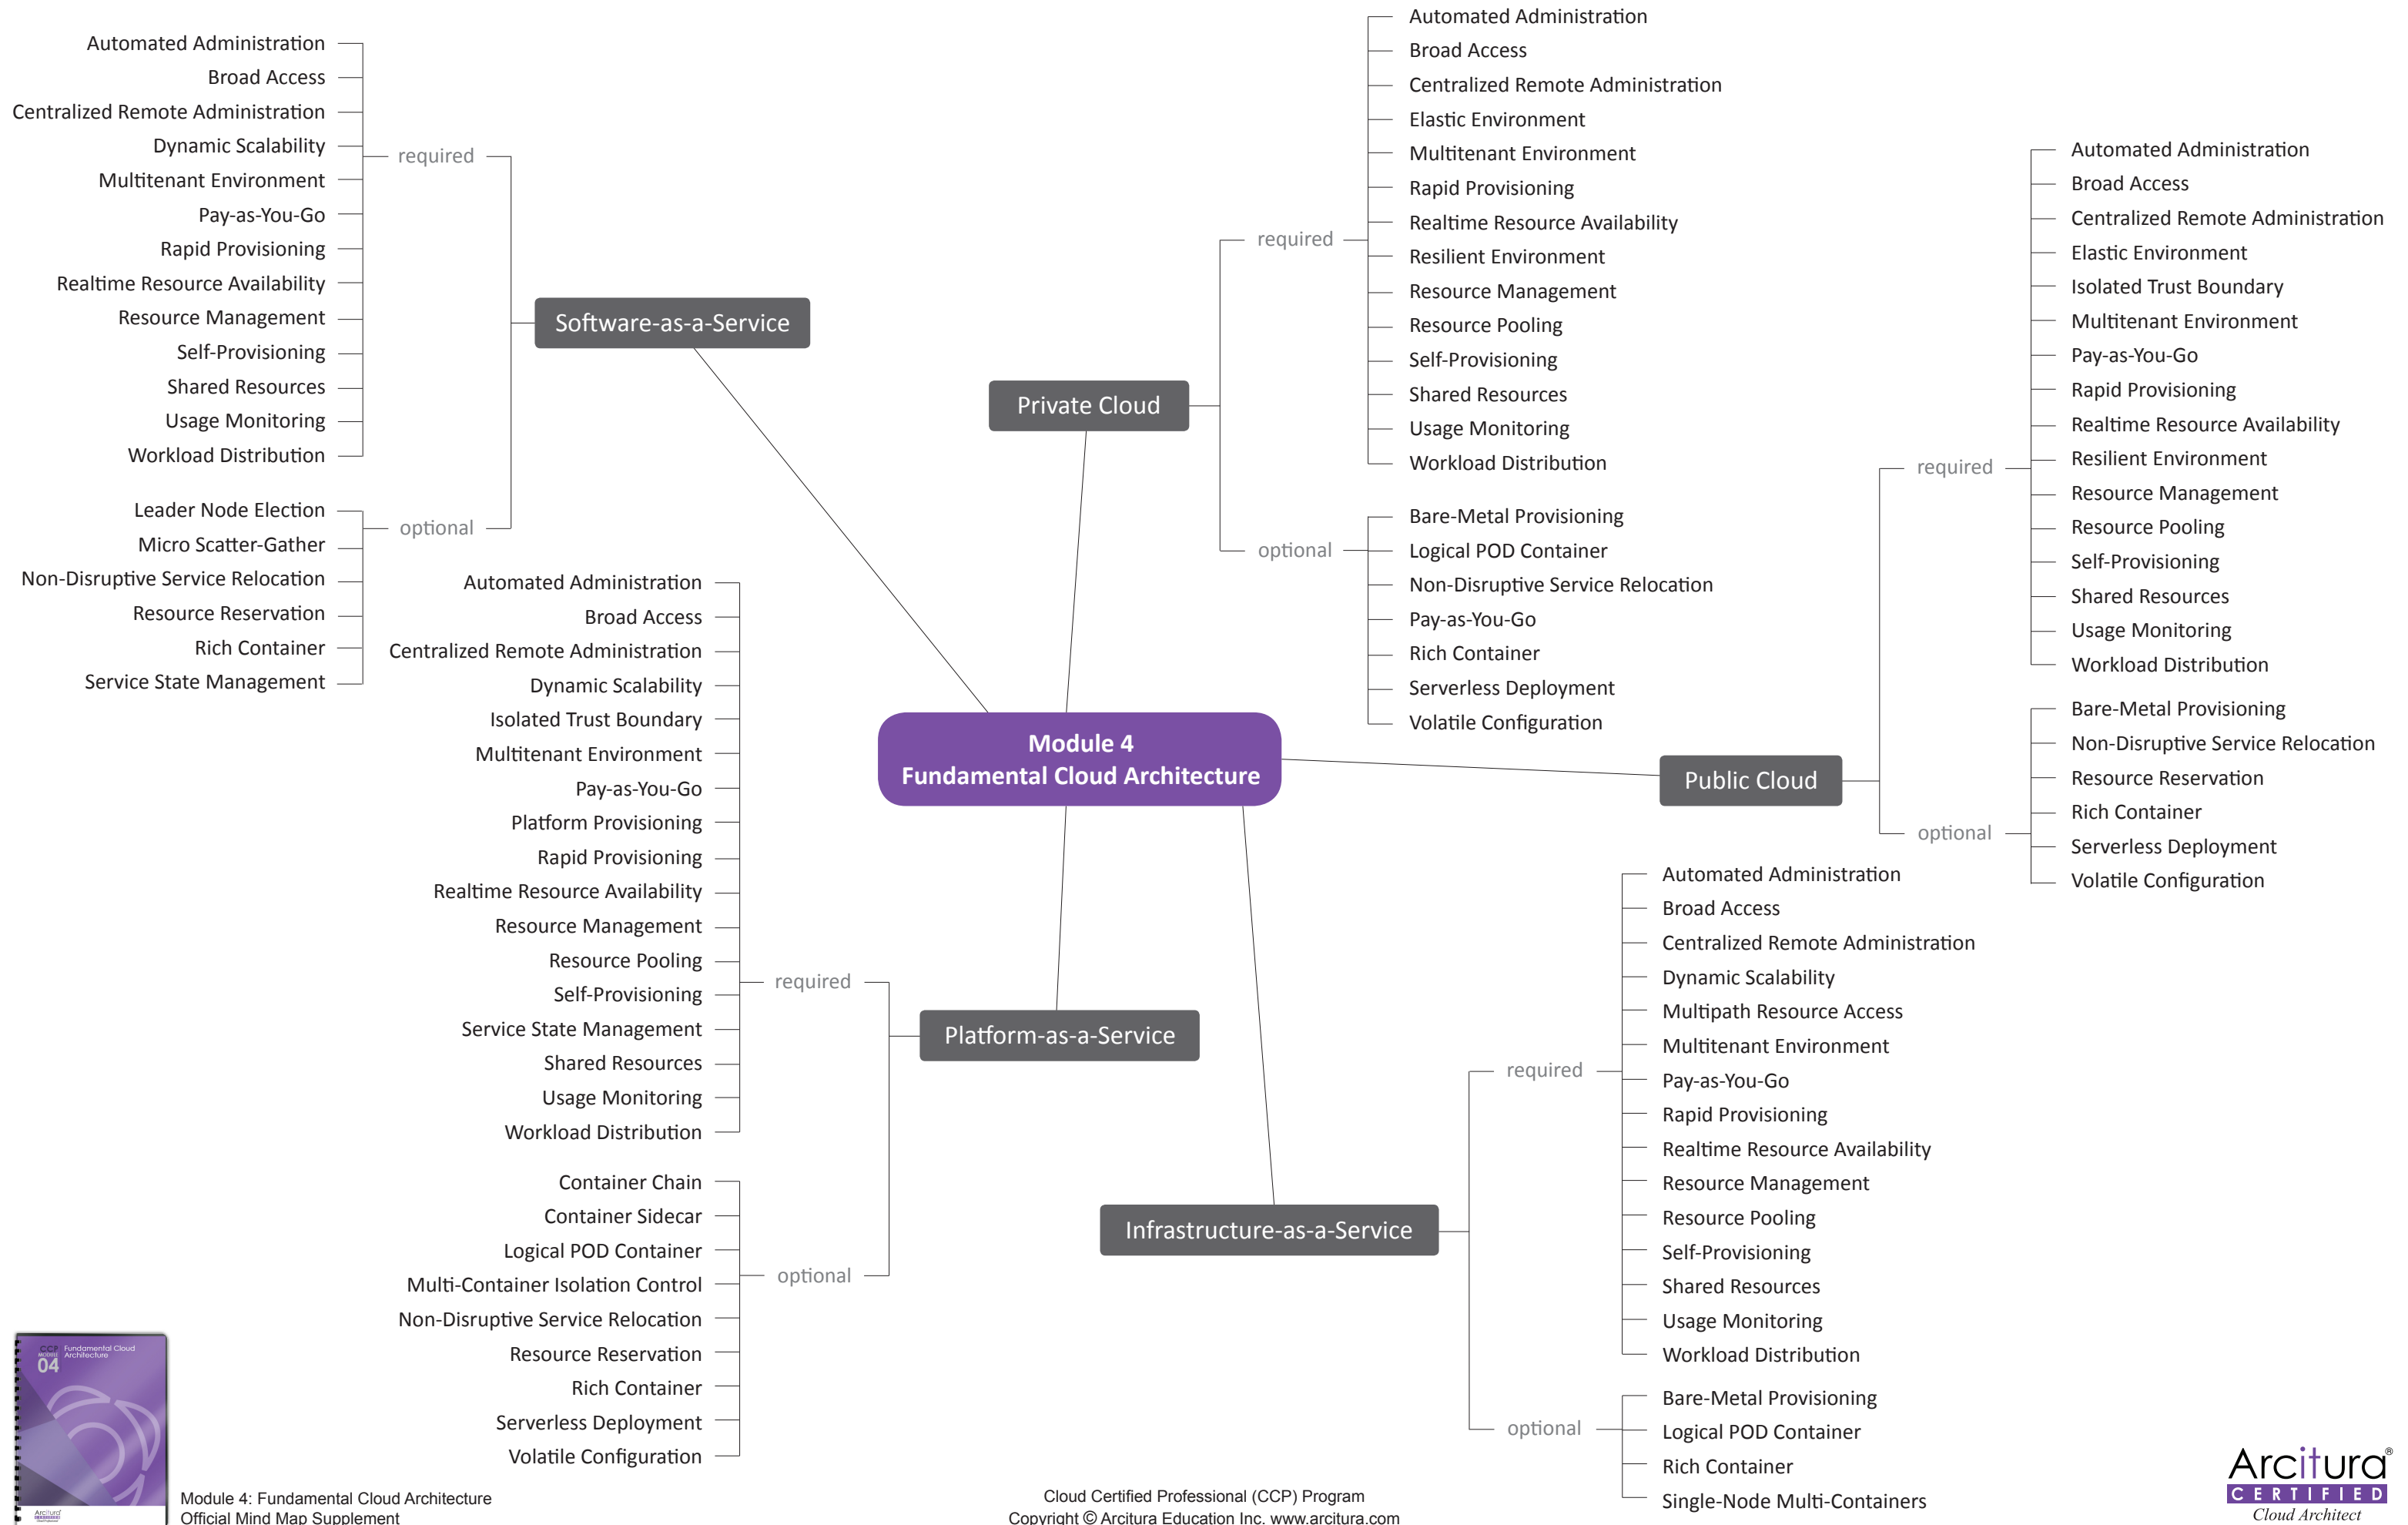 Automated Administration
Broad Access
Centralized Remote Administration
Dynamic Scalability
Multitenant Environment
Pay-as-You-Go
Rapid Provisioning
Realtime Resource Availability
Resource Management
Self-Provisioning
Shared Resources
Usage Monitoring
Workload Distribution
required
Leader Node Election
Micro Scatter-Gather
Non-Disruptive Service Relocation
Resource Reservation
Rich Container
Service State Management
optional
Software-as-a-Service
Automated Administration
Broad Access
Centralized Remote Administration
Elastic Environment
Multitenant Environment
Rapid Provisioning
Realtime Resource Availability
Resilient Environment
Resource Management
Resource Pooling
Self-Provisioning
Shared Resources
Usage Monitoring
Workload Distribution
required
Bare-Metal Provisioning
Logical POD Container
Non-Disruptive Service Relocation
Pay-as-You-Go
Rich Container
Serverless Deployment
Volatile Configuration
optional
Private Cloud
Automated Administration
Broad Access
Centralized Remote Administration
Elastic Environment
Isolated Trust Boundary
Multitenant Environment
Pay-as-You-Go
Rapid Provisioning
Realtime Resource Availability
Resilient Environment
Resource Management
Resource Pooling
Self-Provisioning
Shared Resources
Usage Monitoring
Workload Distribution
required
Bare-Metal Provisioning
Non-Disruptive Service Relocation
Resource Reservation
Rich Container
Serverless Deployment
Volatile Configuration
optional
Public Cloud
Module 4
Fundamental Cloud Architecture
Automated Administration
Broad Access
Centralized Remote Administration
Dynamic Scalability
Isolated Trust Boundary
Multitenant Environment
Pay-as-You-Go
Platform Provisioning
Rapid Provisioning
Realtime Resource Availability
Resource Management
Resource Pooling
Self-Provisioning
Service State Management
Shared Resources
Usage Monitoring
Workload Distribution
required
Container Chain
Container Sidecar
Logical POD Container
Multi-Container Isolation Control
Non-Disruptive Service Relocation
Resource Reservation
Rich Container
Serverless Deployment
Volatile Configuration
optional
Platform-as-a-Service
Automated Administration
Broad Access
Centralized Remote Administration
Dynamic Scalability
Multipath Resource Access
Multitenant Environment
Pay-as-You-Go
Rapid Provisioning
Realtime Resource Availability
Resource Management
Resource Pooling
Self-Provisioning
Shared Resources
Usage Monitoring
Workload Distribution
required
Bare-Metal Provisioning
Logical POD Container
Rich Container
Single-Node Multi-Containers
optional
Infrastructure-as-a-Service
CCP
MODULE
04
Fundamental Cloud
Architecture
Arcitura
Module 4: Fundamental Cloud Architecture
Official Mind Map Supplement
Cloud Certified Professional (CCP) Program
Copyright © Arcitura Education Inc. www.arcitura.com
Arcitura®
CERTIFIED
Cloud Architect